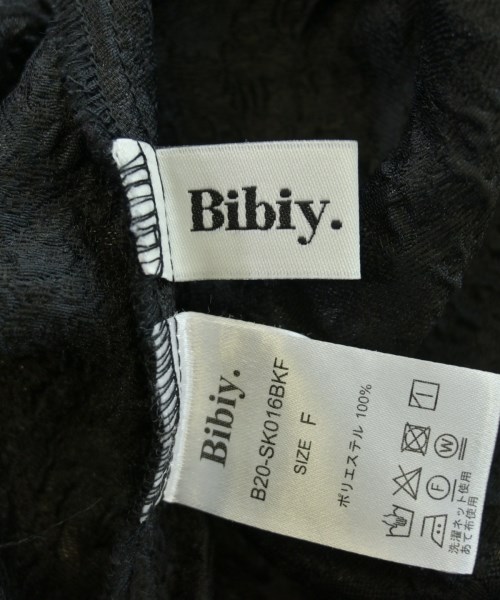 Bibiy.
Bibiy.
B20-SK016BKF
SIZE F
ポリエステル 100%
F
W
洗濯ネット使用
あて布使用